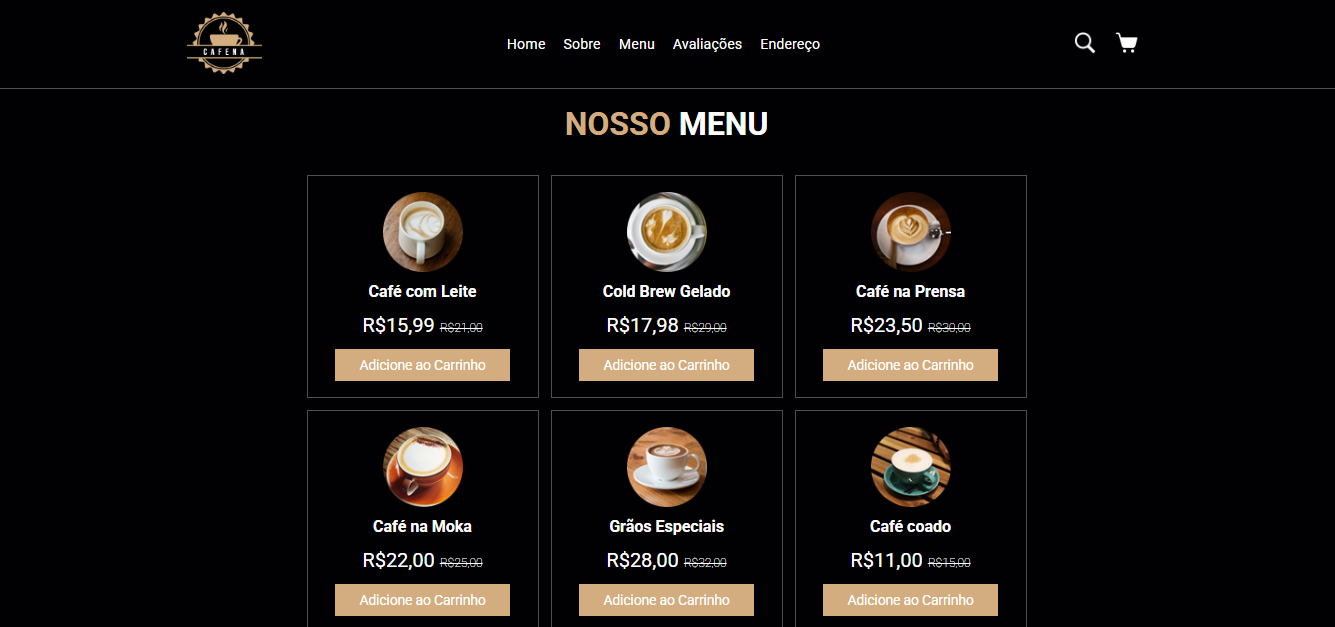 CAFENA
Home Sobre Menu Avaliações Endereço
NOSSO MENU
Café com Leite
R$15,99 R$21,00
Adicione ao Carrinho
Cold Brew Gelado
R$17,98 R$29,00
Adicione ao Carrinho
Café na Prensa
R$23,50 R$30,00
Adicione ao Carrinho
Café na Moka
R$22,00 R$25,00
Adicione ao Carrinho
Grãos Especiais
R$28,00 R$32,00
Adicione ao Carrinho
Café coado
R$11,00 R$15,00
Adicione ao Carrinho